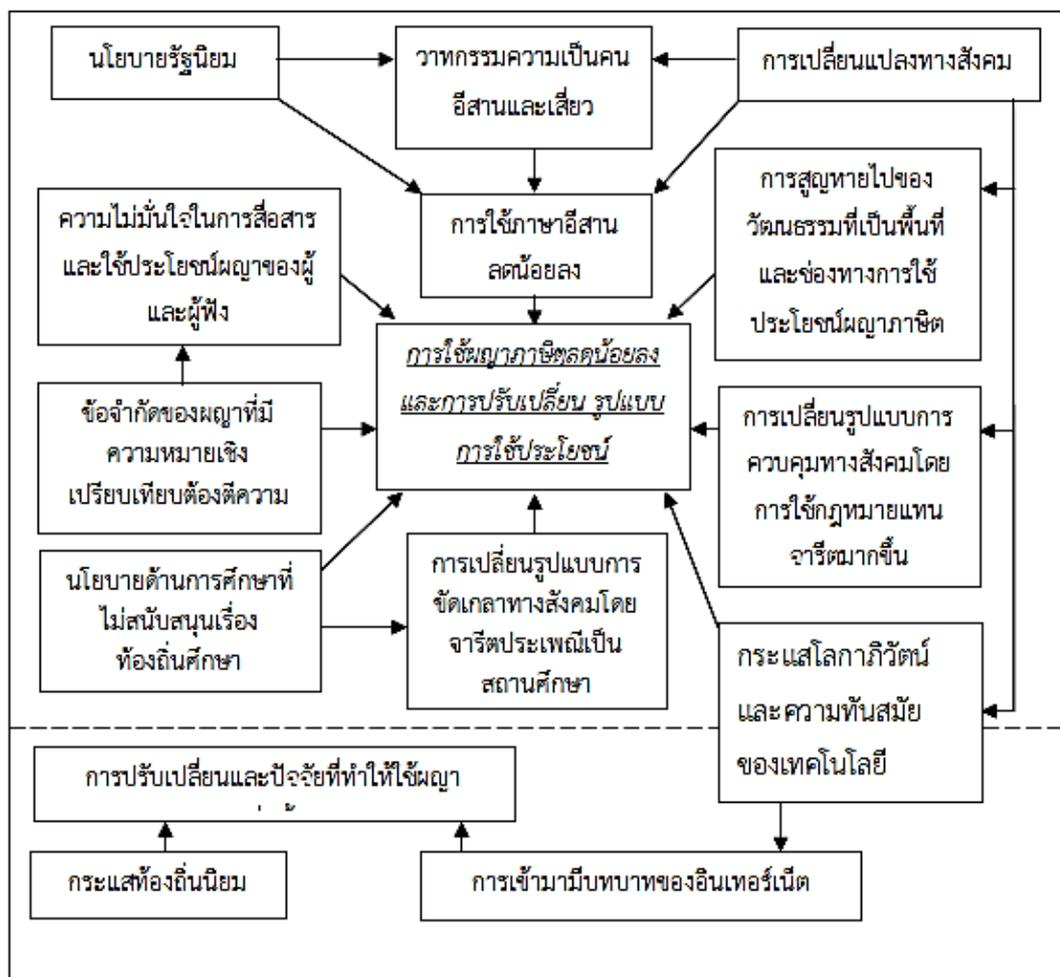 นโยบายรัฐนิยม
วาทกรรมความเป็นคน
อีสานและเสี่ยว
การเปลี่ยนแปลงทางสังคม
ความไม่มั่นใจในการสื่อสาร
และใช้ประโยชน์ผญาของผู้
และผู้ฟัง
การใช้ภาษาอีสาน
ลดน้อยลง
การสูญหายไปของ
วัฒนธรรมที่เป็นพื้นที่
และช่องทางการใช้
ประโยชน์ผญาภาษิต
การใช้ผญาภาษิตลดน้อยลง
และการปรับเปลี่ยน รูปแบบ
การใช้ประโยชน์
ข้อจำกัดของผญาที่มี
ความหมายเชิง
เปรียบเทียบต้องตีความ
การเปลี่ยนรูปแบบการ
ควบคุมทางสังคมโดย
การใช้กฎหมายแทน
จารีตมากขึ้น
นโยบายด้านการศึกษาที่
ไม่สนับสนุนเรื่อง
ท้องถิ่นศึกษา
การเปลี่ยนรูปแบบการ
ขัดเกลาทางสังคมโดย
จารีตประเพณีเป็น
สถานศึกษา
กระแสโลกาภิวัตน์
และความทันสมัย
ของเทคโนโลยี
การปรับเปลี่ยนและปัจจัยที่ทำให้ใช้ผญา
กระแสท้องถิ่นนิยม
การเข้ามามีบทบาทของอินเทอร์เน็ต